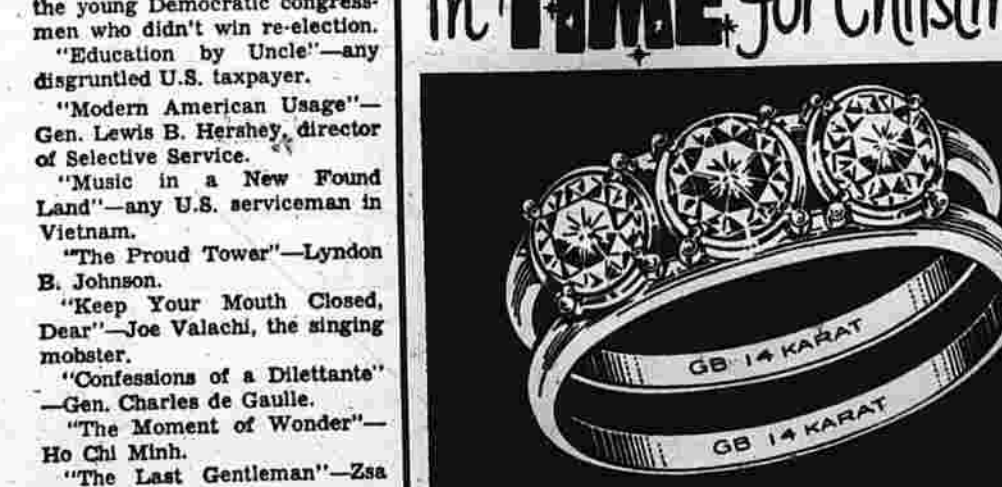 the young Democratic congress-
men who didn't win re-election.
"Education by Uncle"—any
disgruntled U.S. taxpayer.
"Modern American Usage"—
Gen. Lewis B. Hershey, director
of Selective Service.
"Music in a New Found
Land"—any U.S. serviceman in
Vietnam.
"The Proud Tower"—Lyndon
B. Johnson.
"Keep Your Mouth Closed,
Dear"—Joe Valachi, the singing
mobster.
"Confessions of a Dilettante"
—Gen. Charles de Gaulle.
"The Moment of Wonder"—
Ho Chi Minh.
"The Last Gentleman"—Zsa
in TIME for
GB 14 KARAT
GB 14 KARAT